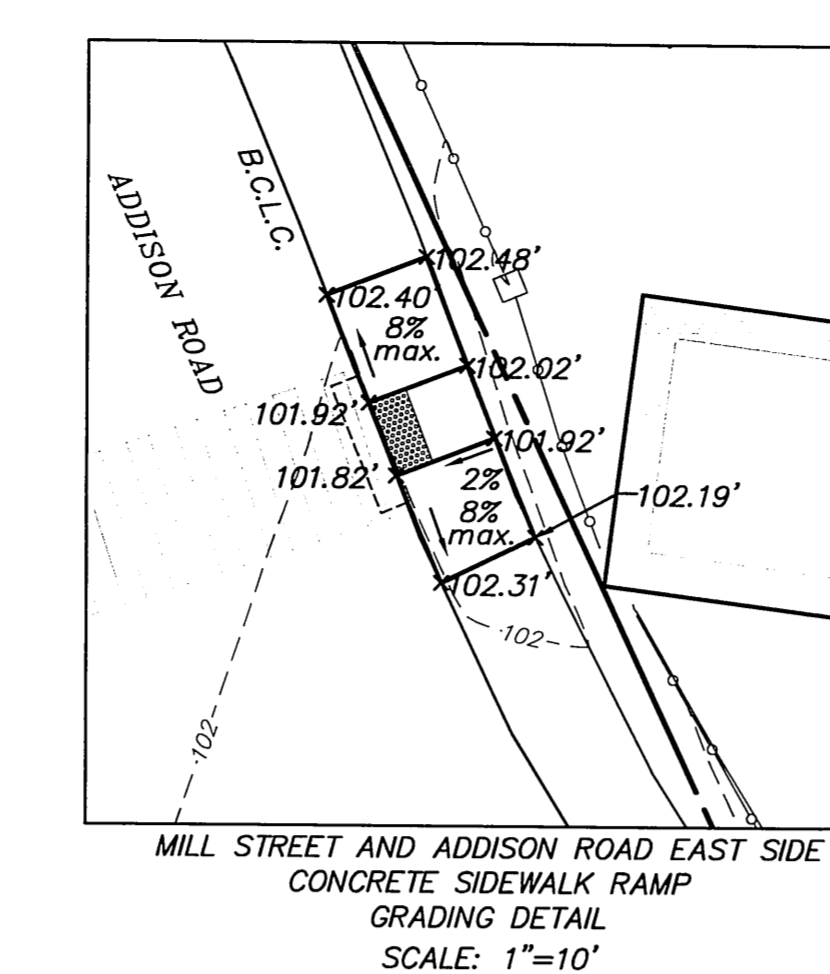 B.C.L.C.
ADDISON ROAD
102.48'
102.40'
8%
max.
102.02'
101.92'
101.92'
101.82'
2%
8%
max.
102.19'
102.31'
102
102
MILL STREET AND ADDISON ROAD EAST SIDE
CONCRETE SIDEWALK RAMP
GRADING DETAIL
SCALE: 1"=10'